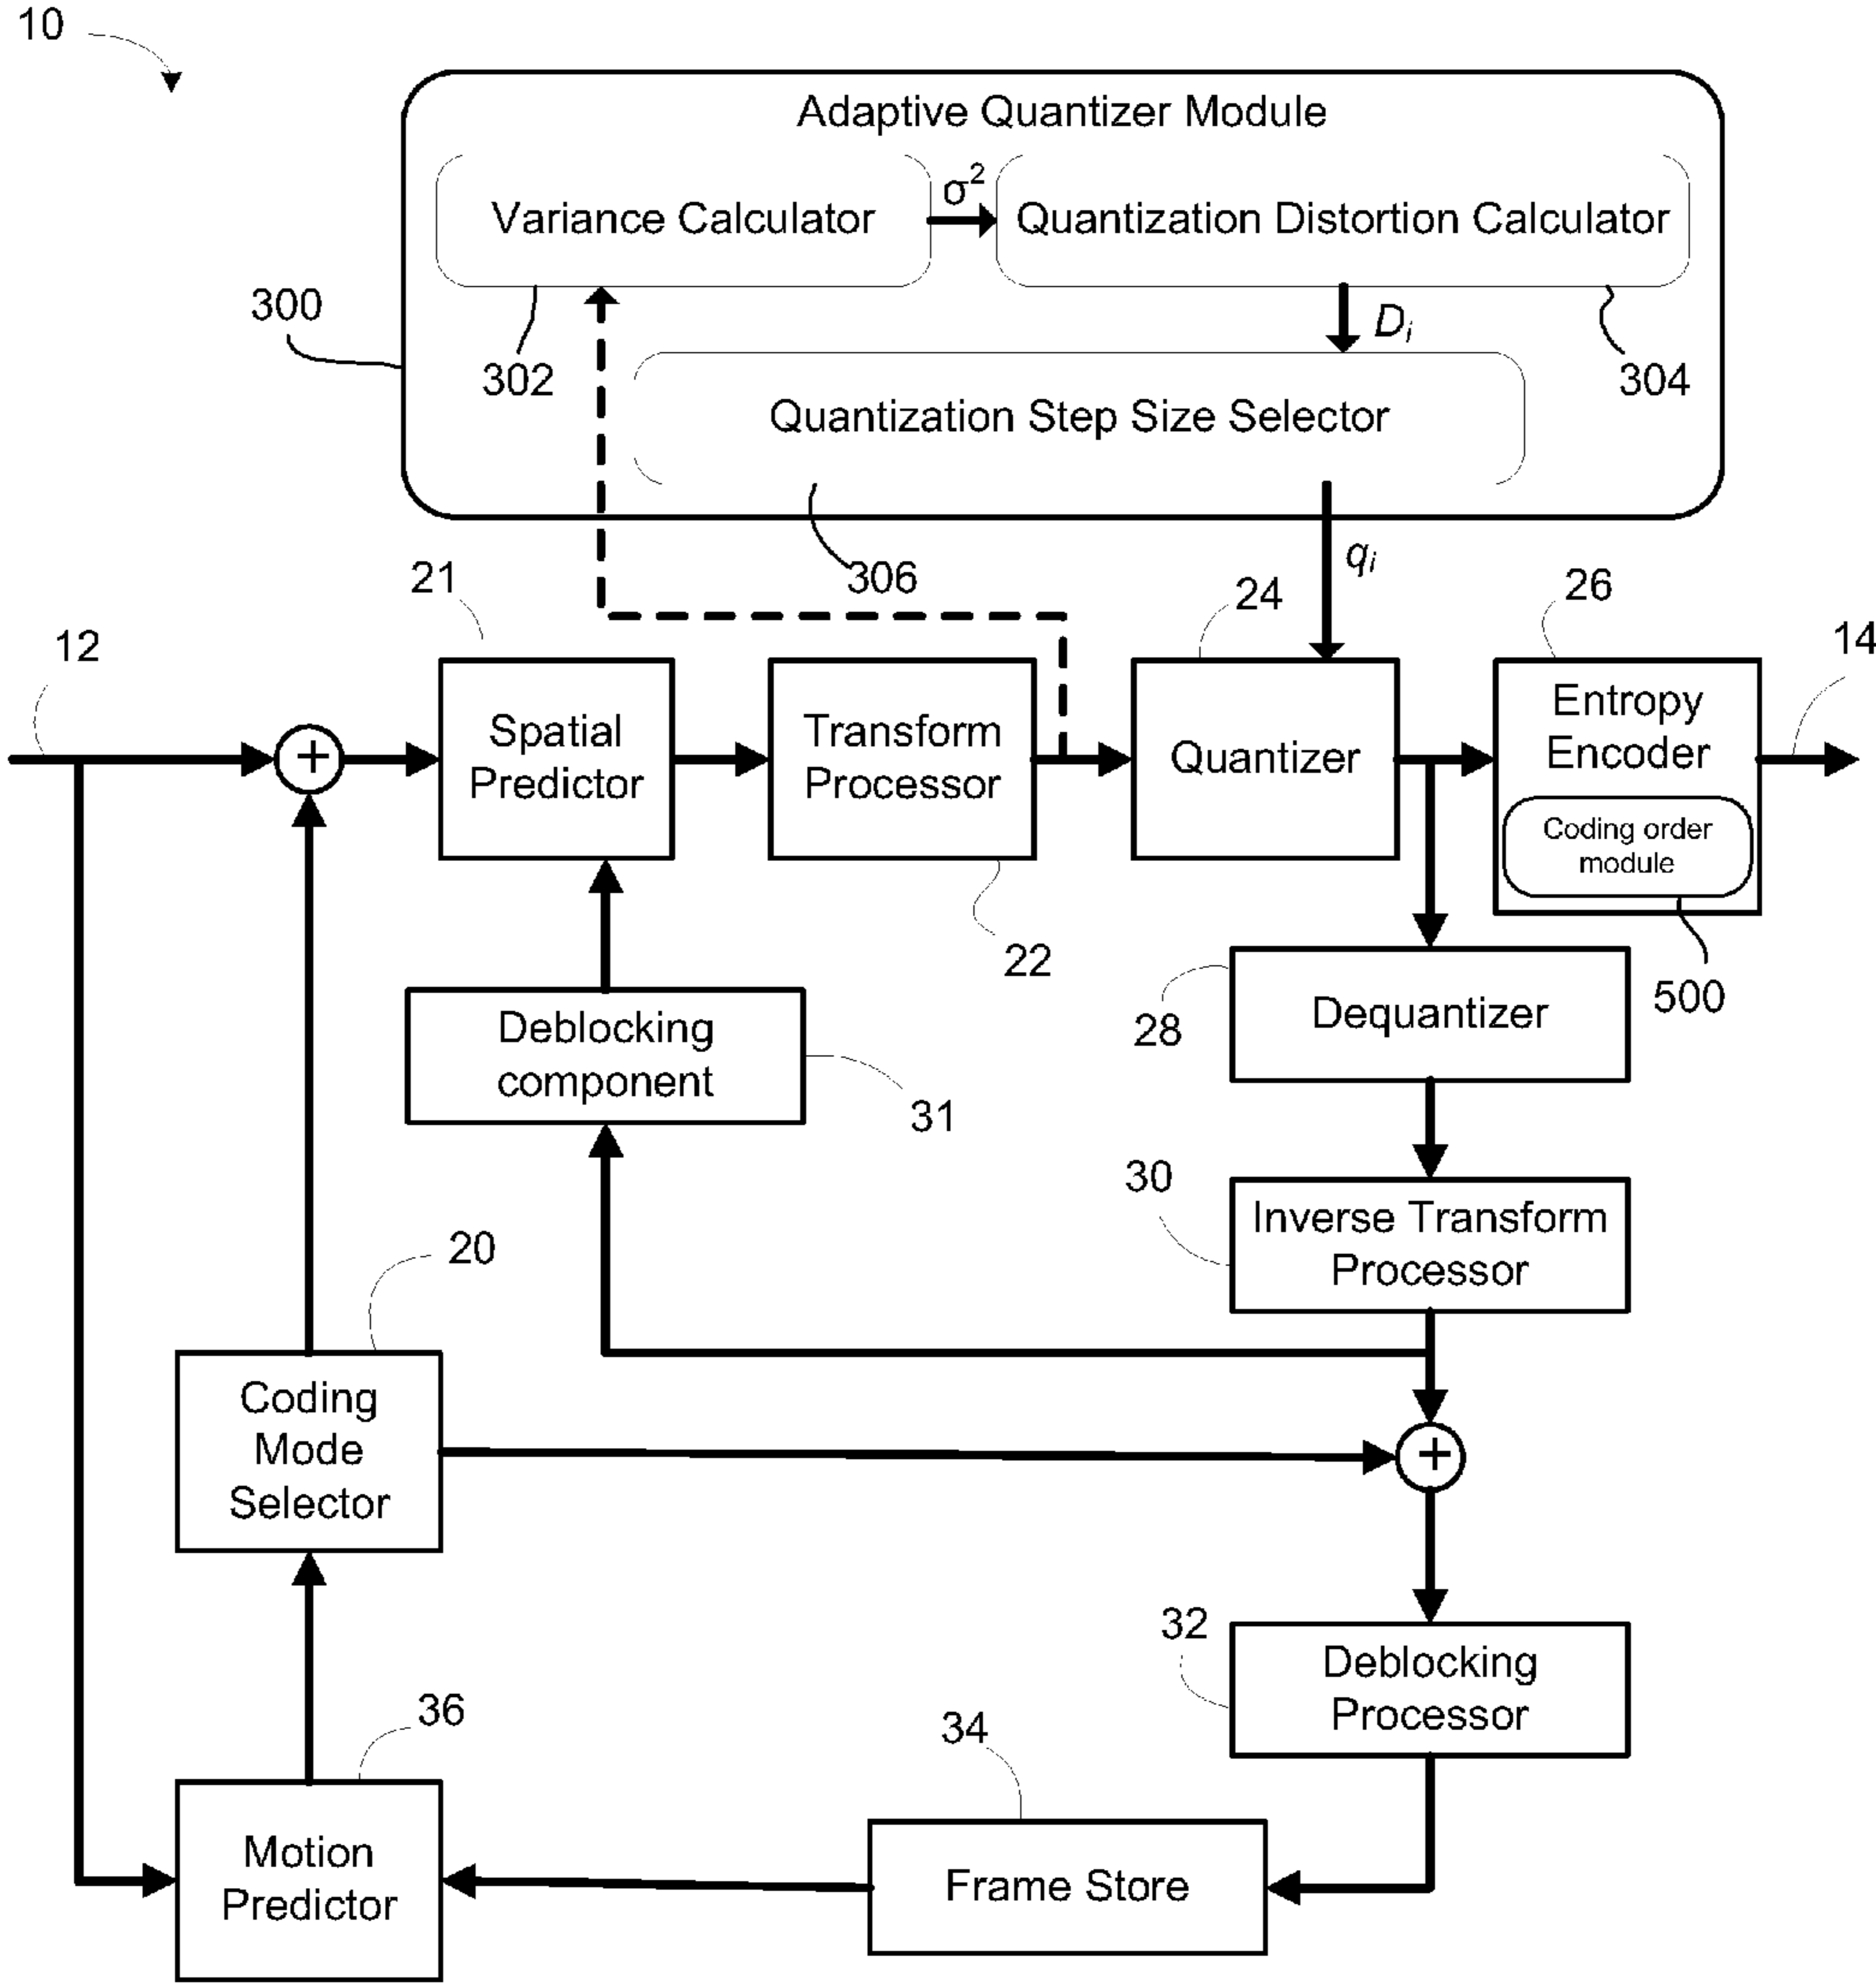 10
Adaptive Quantizer Module
Variance Calculator
σ²
Quantization Distortion Calculator
300
302
Dᵢ
304
Quantization Step Size Selector
306
qᵢ
21
24
26
12
14
+
Spatial
Predictor
Transform
Processor
Quantizer
Entropy
Encoder
Coding order
module
22
500
Deblocking
component
31
28
Dequantizer
30
Inverse Transform
Processor
20
Coding
Mode
Selector
+
32
Deblocking
Processor
36
34
Motion
Predictor
Frame Store